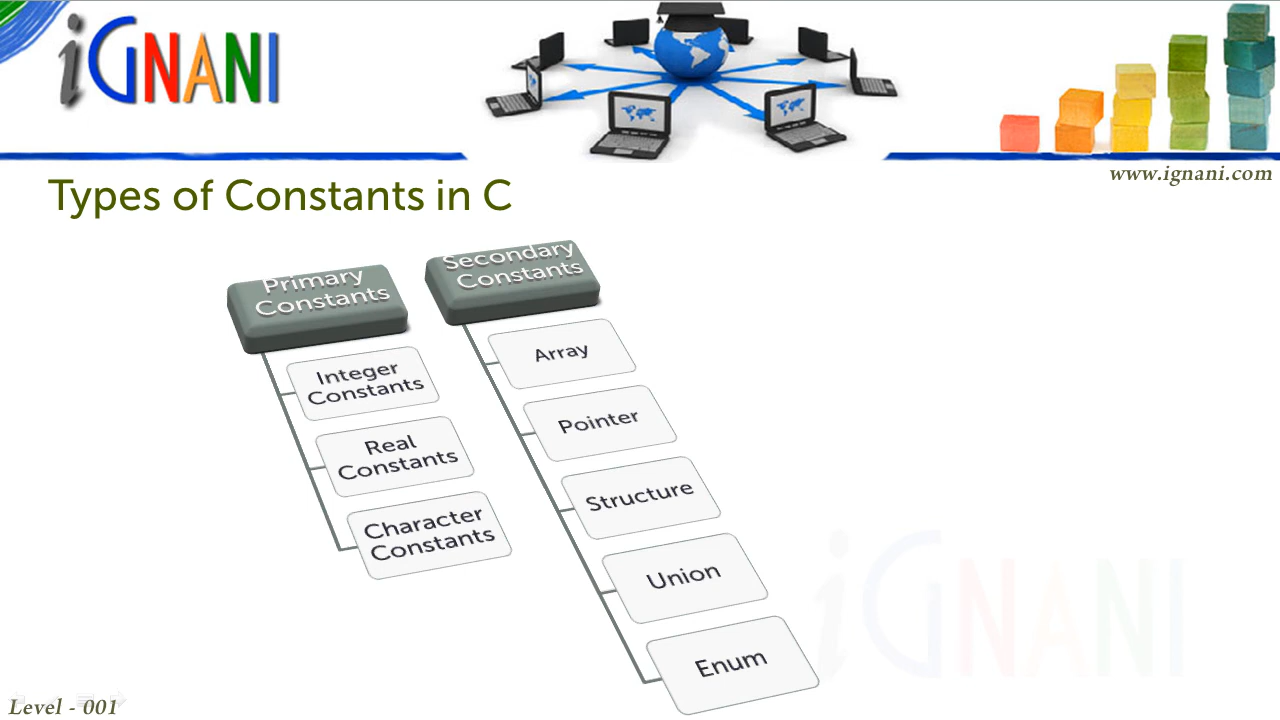 iGNANI
www.ignani.com
Types of Constants in C
Primary
Constants
Integer
Constants
Real
Constants
Character
Constants
Secondary
Constants
Array
Pointer
Structure
Union
Enum
iGNANI
Level - 001